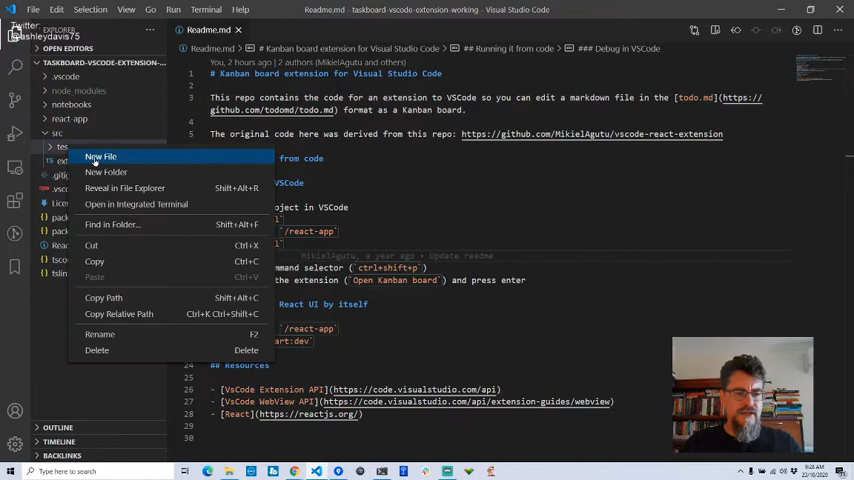 File Edit Selection View Go Run Terminal Help
Readme.md - taskboard-vscode-extension-working - Visual Studio Code
Twitter:
@ashleydavis75
EXPLORER
OPEN EDITORS
TASKBOARD-VSCODE-EXTENSION-...
.vscode
node_modules
notebooks
react-app
src
tes
TS ext
.giti
.vsc
Licen
pack
pack
Read
tsco
tslin
OUTLINE
TIMELINE
BACKLINKS
New File
New Folder
Reveal in File Explorer Shift+Alt+R
Open in Integrated Terminal
Find in Folder... Shift+Alt+F
Cut Ctrl+X
Copy Ctrl+C
Paste Ctrl+V
Copy Path Shift+Alt+C
Copy Relative Path Ctrl+K Ctrl+Shift+C
Rename F2
Delete Delete
Readme.md
Readme.md > # Kanban board extension for Visual Studio Code > ## Running it from code > ### Debug in VSCode
You, 2 hours ago | 2 authors (MikielAgutu and others)
1 # Kanban board extension for Visual Studio Code
2
3 This repo contains the code for an extension to VSCode so you can edit a markdown file in the [todo.md](https://
github.com/todomd/todo.md) format as a Kanban board.
4
5 The original code here was derived from this repo: https://github.com/MikielAgutu/vscode-react-extension
from code
VSCode
oject in VSCode
l`
/react-app`
l`
MikielAgutu, a year ago • Update readme
mmand selector (`ctrl+shift+p`)
the extension (`Open Kanban board`) and press enter
React UI by itself
/react-app`
art:dev`
24 ## Resources
25
26 - [VsCode Extension API](https://code.visualstudio.com/api)
27 - [VsCode WebView API](https://code.visualstudio.com/api/extension-guides/webview)
28 - [React](https://reactjs.org/)
29
30
Type here to search
9:28 AM
23/10/2020